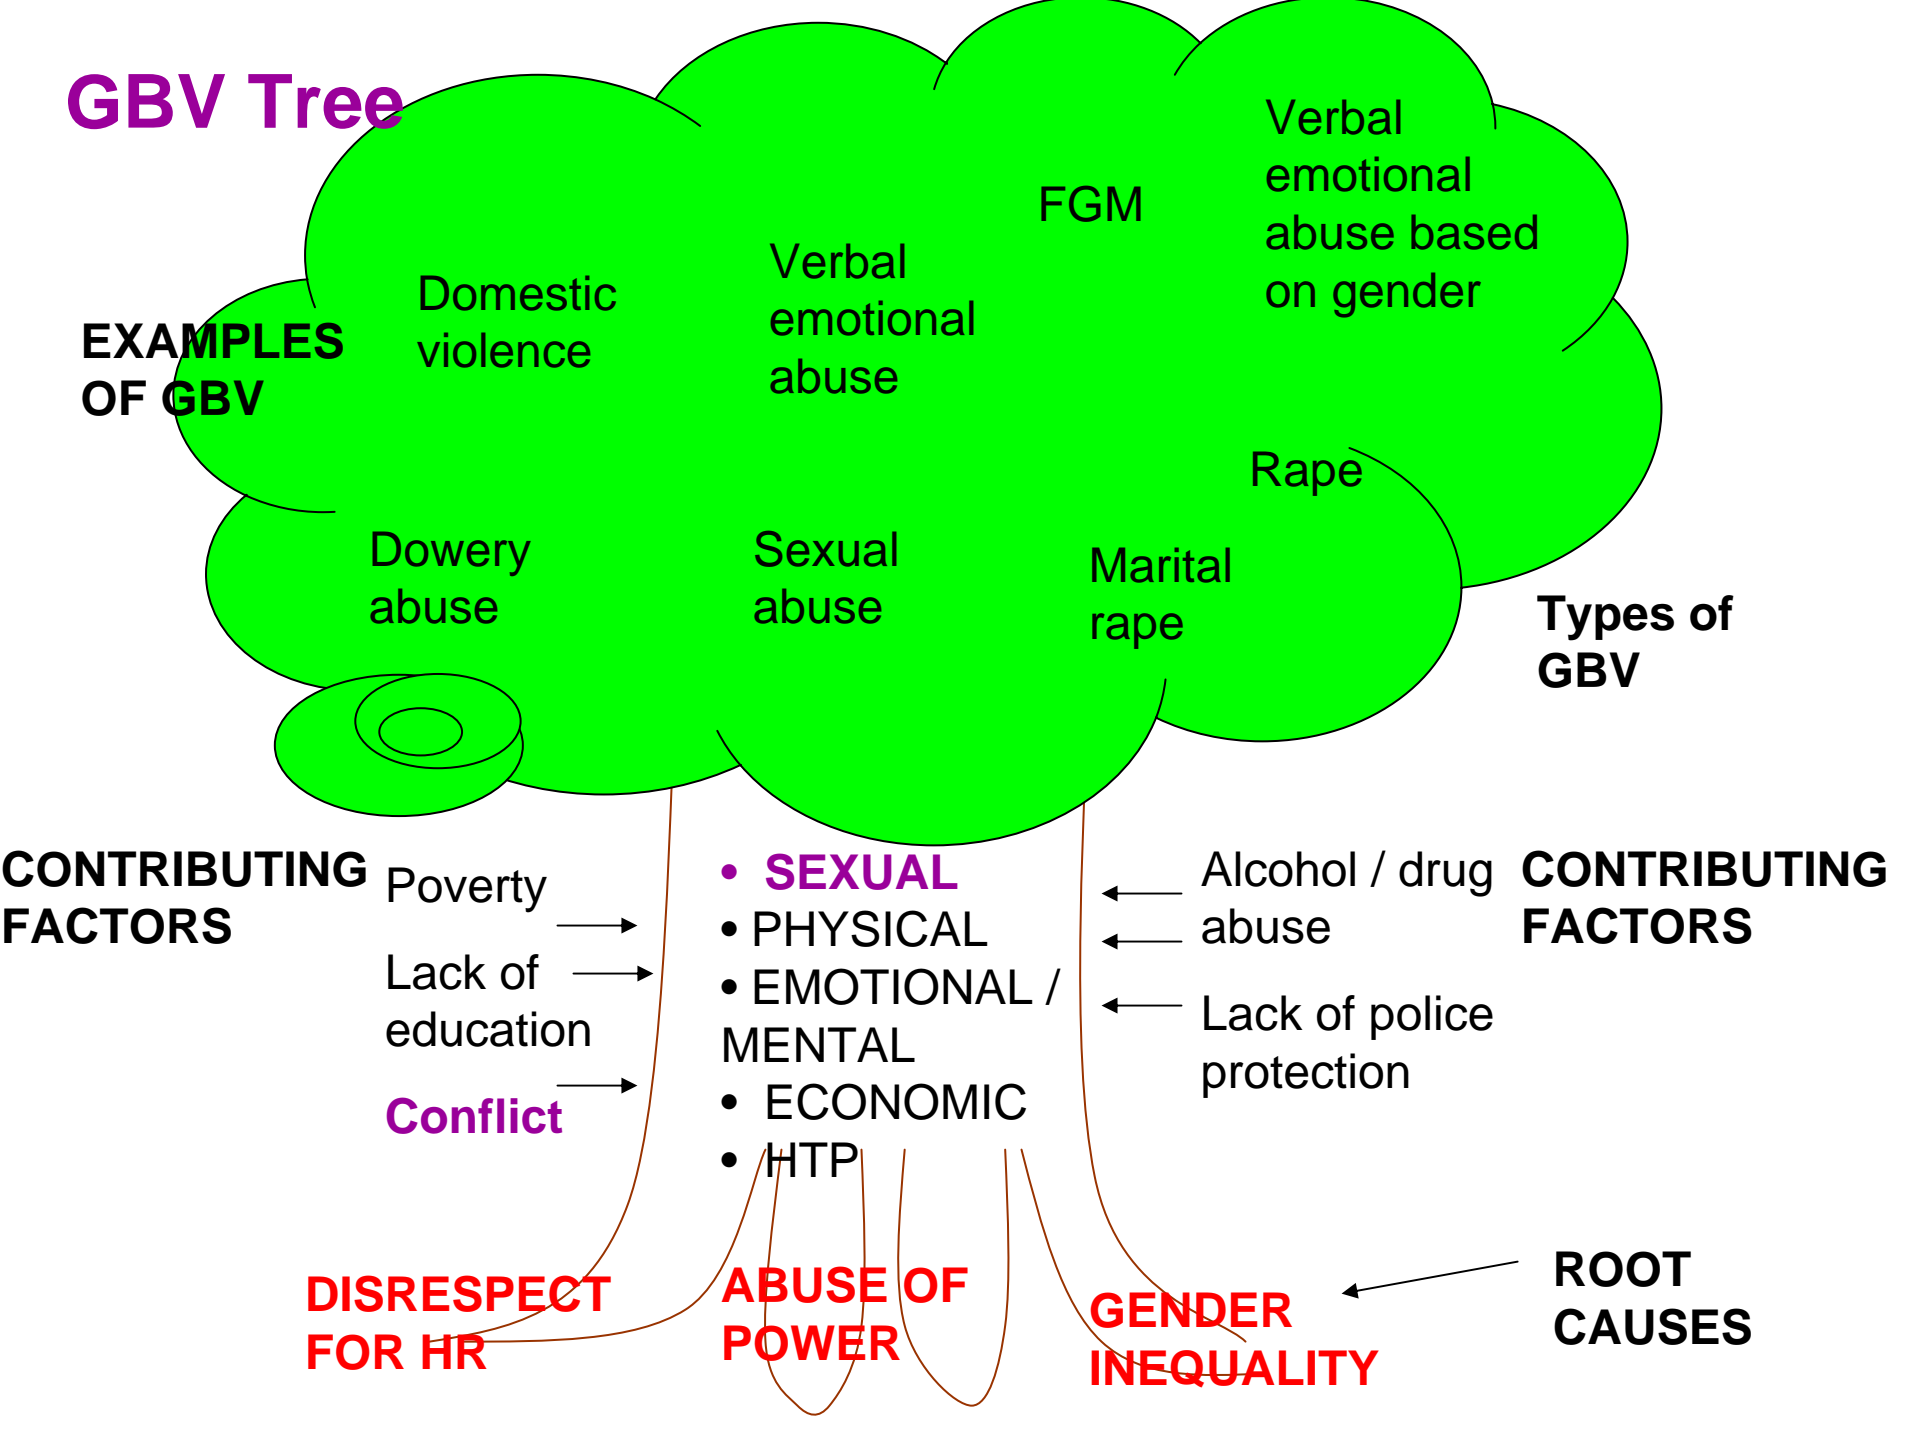 GBV Tree
EXAMPLES
OF GBV
Domestic
violence
Verbal
emotional
abuse
FGM
Verbal
emotional
abuse based
on gender
Rape
Dowery
abuse
Sexual
abuse
Marital
rape
Types of
GBV
CONTRIBUTING
FACTORS
Poverty
Lack of
education
Conflict
• SEXUAL
• PHYSICAL
• EMOTIONAL /
MENTAL
• ECONOMIC
• HTP
Alcohol / drug
abuse
Lack of police
protection
CONTRIBUTING
FACTORS
DISRESPECT
FOR HR
ABUSE OF
POWER
GENDER
INEQUALITY
ROOT
CAUSES